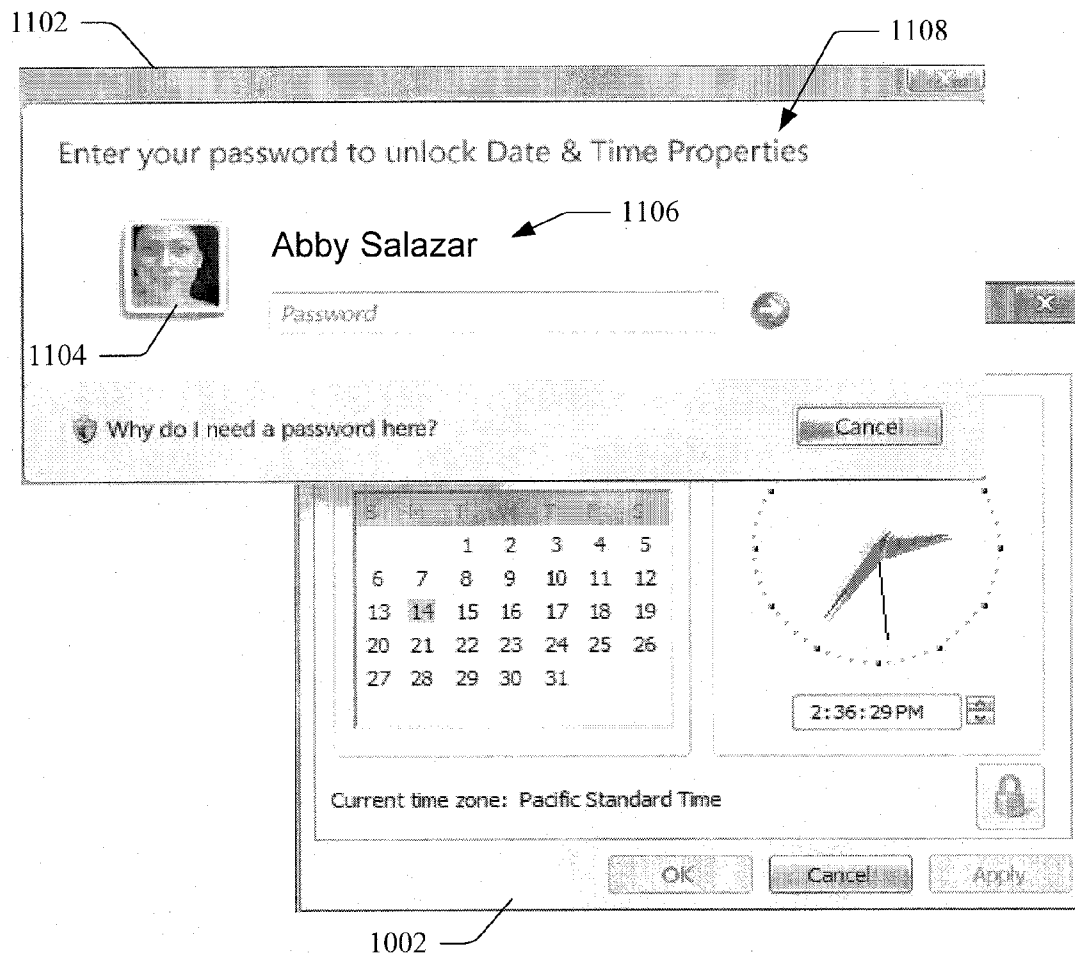 1102
1108
Enter your password to unlock Date & Time Properties
1106
Abby Salazar
Password
1104
Why do I need a password here?
Cancel
1 2 3 4 5
6 7 8 9 10 11 12
13 14 15 16 17 18 19
20 21 22 23 24 25 26
27 28 29 30 31
2:36:29 PM
Current time zone: Pacific Standard Time
OK Cancel Apply
1002